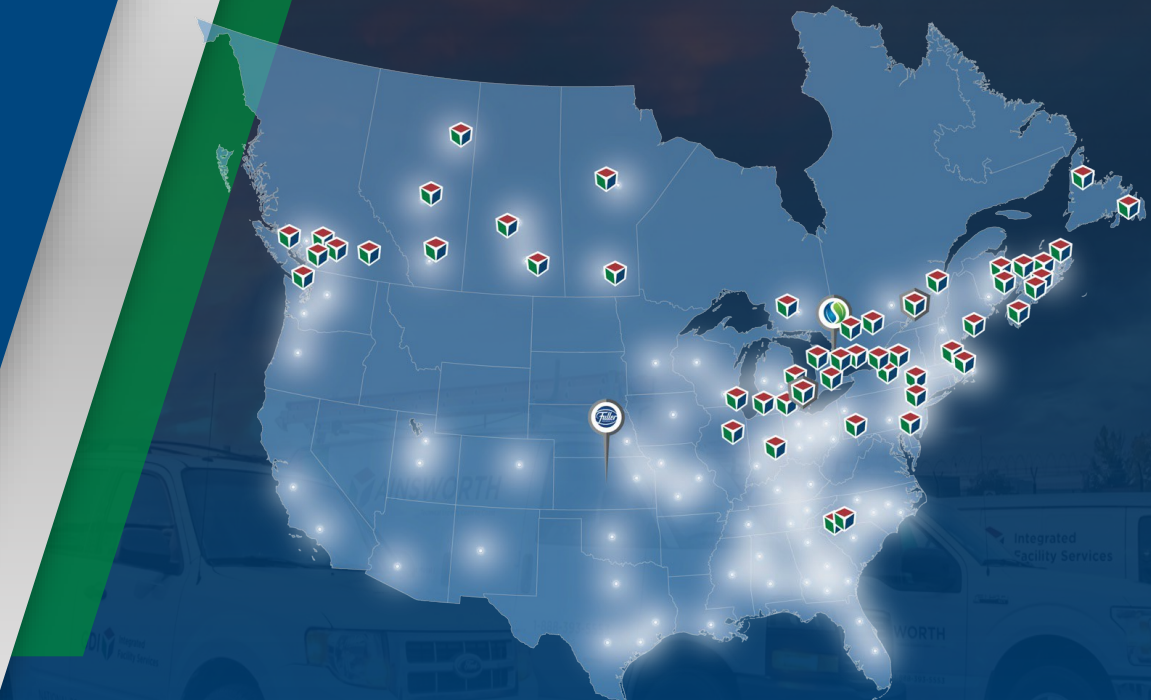 Fuller
AINSWORTH
Integrated
Facility Services
WORTH